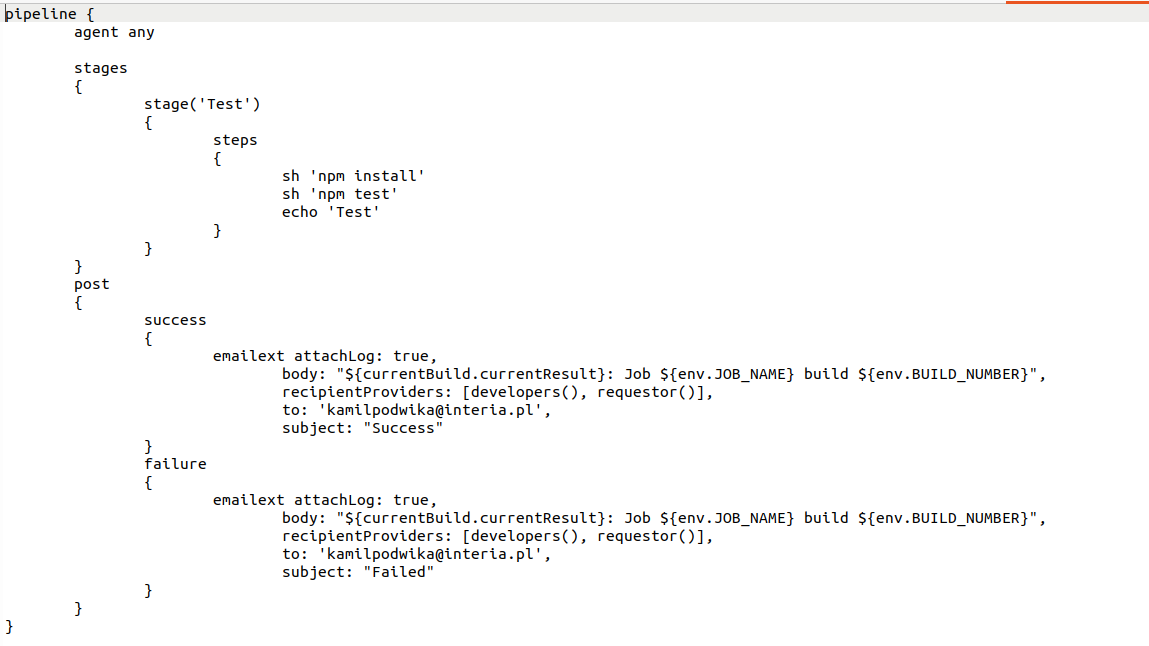 pipeline {
agent any
stages
{
stage('Test')
{
steps
{
sh 'npm install'
sh 'npm test'
echo 'Test'
}
}
}
post
{
success
{
emailext attachLog: true,
body: "${currentBuild.currentResult}: Job ${env.JOB_NAME} build ${env.BUILD_NUMBER}",
recipientProviders: [developers(), requestor()],
to: 'kamilpodwika@interia.pl',
subject: "Success"
}
failure
{
emailext attachLog: true,
body: "${currentBuild.currentResult}: Job ${env.JOB_NAME} build ${env.BUILD_NUMBER}",
recipientProviders: [developers(), requestor()],
to: 'kamilpodwika@interia.pl',
subject: "Failed"
}
}
}